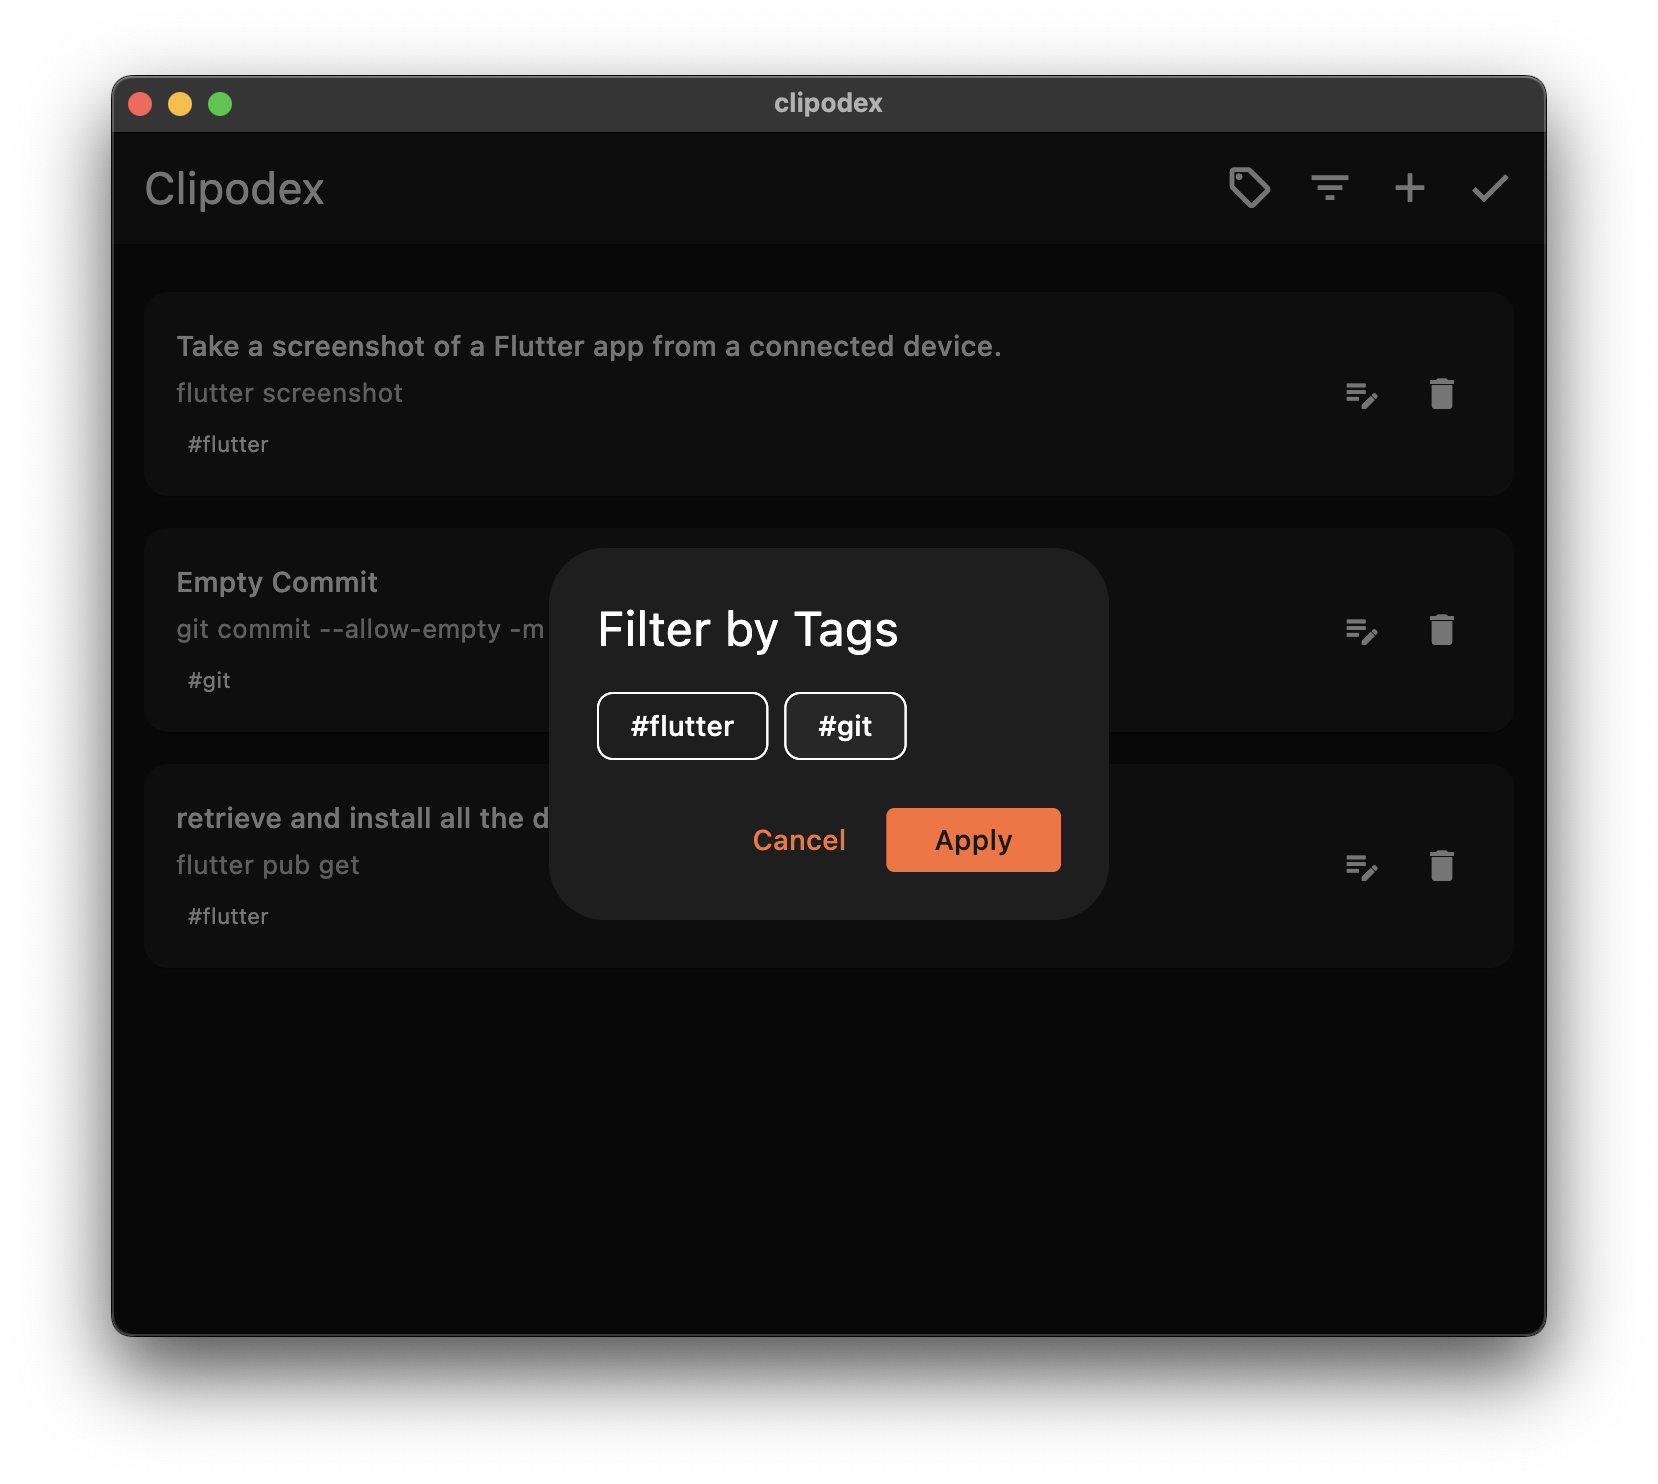 clipodex
Clipodex
Take a screenshot of a Flutter app from a connected device.
flutter screenshot
#flutter
Empty Commit
git commit --allow-empty -m
#git
retrieve and install all the d
flutter pub get
#flutter
Filter by Tags
#flutter #git
Cancel Apply